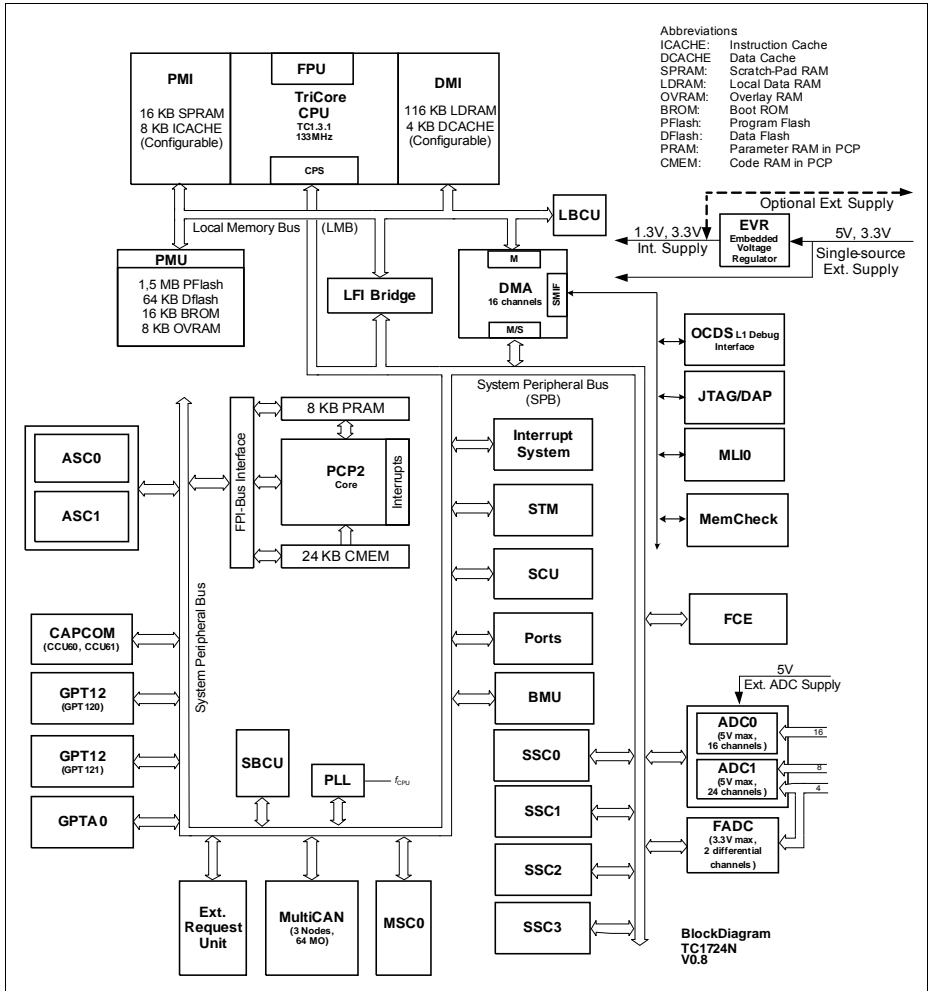 Abbreviations
ICACHE: Instruction Cache
DCACHE Data Cache
SPRAM: Scratch-Pad RAM
LDRAM: Local Data RAM
OVRAM: Overlay RAM
BROM: Boot ROM
PFlash: Program Flash
DFlash: Data Flash
PRAM: Parameter RAM in PCP
CMEM: Code RAM in PCP
PMI
16 KB SPRAM
8 KB ICACHE
(Configurable)
FPU
TriCore
CPU
TC1.3.1
133MHz
CPS
DMI
116 KB LDRAM
4 KB DCACHE
(Configurable)
Optional Ext. Supply
LBCU
Local Memory Bus (LMB)
1.3V, 3.3V
Int. Supply
EVR
Embedded
Voltage
Regulator
5V, 3.3V
Single-source
Ext. Supply
PMU
1,5 MB PFlash
64 KB Dflash
16 KB BROM
8 KB OVRAM
LFI Bridge
M
DMA
16 channels
SMIF
M/S
OCDS L1 Debug
Interface
JTAG/DAP
MLI0
MemCheck
System Peripheral Bus
(SPB)
ASC0
ASC1
FPI-Bus Interface
8 KB PRAM
PCP2
Core
Interrupts
24 KB CMEM
Interrupt
System
STM
SCU
Ports
BMU
FCE
System Peripheral Bus
CAPCOM
(CCU60, CCU61)
GPT12
(GPT120)
GPT12
(GPT121)
GPTA0
SBCU
PLL
fCPU
SSC0
SSC1
SSC2
SSC3
5V
Ext. ADC Supply
ADC0
(5V max,
16 channels)
16
ADC1
(5V max,
24 channels)
8
4
FADC
(3.3V max,
2 differential
channels)
Ext.
Request
Unit
MultiCAN
(3 Nodes,
64 MO)
MSC0
BlockDiagram
TC1724N
V0.8